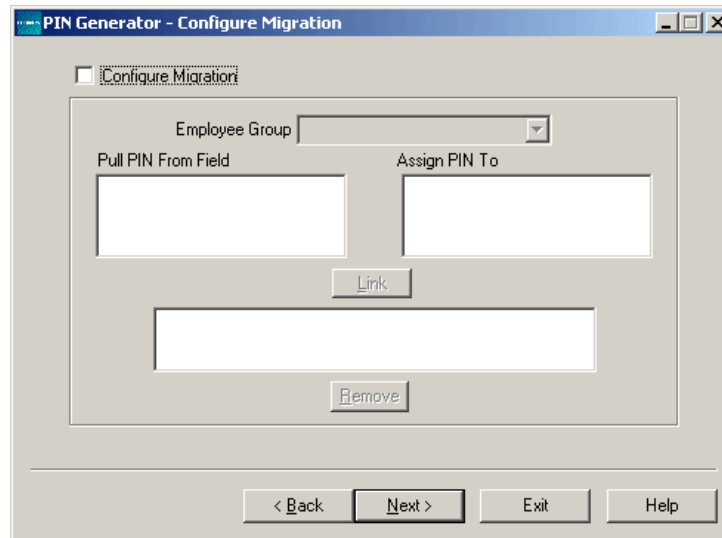 PIN Generator - Configure Migration
Configure Migration
Employee Group
Pull PIN From Field Assign PIN To
Link
Remove
< Back Next > Exit Help